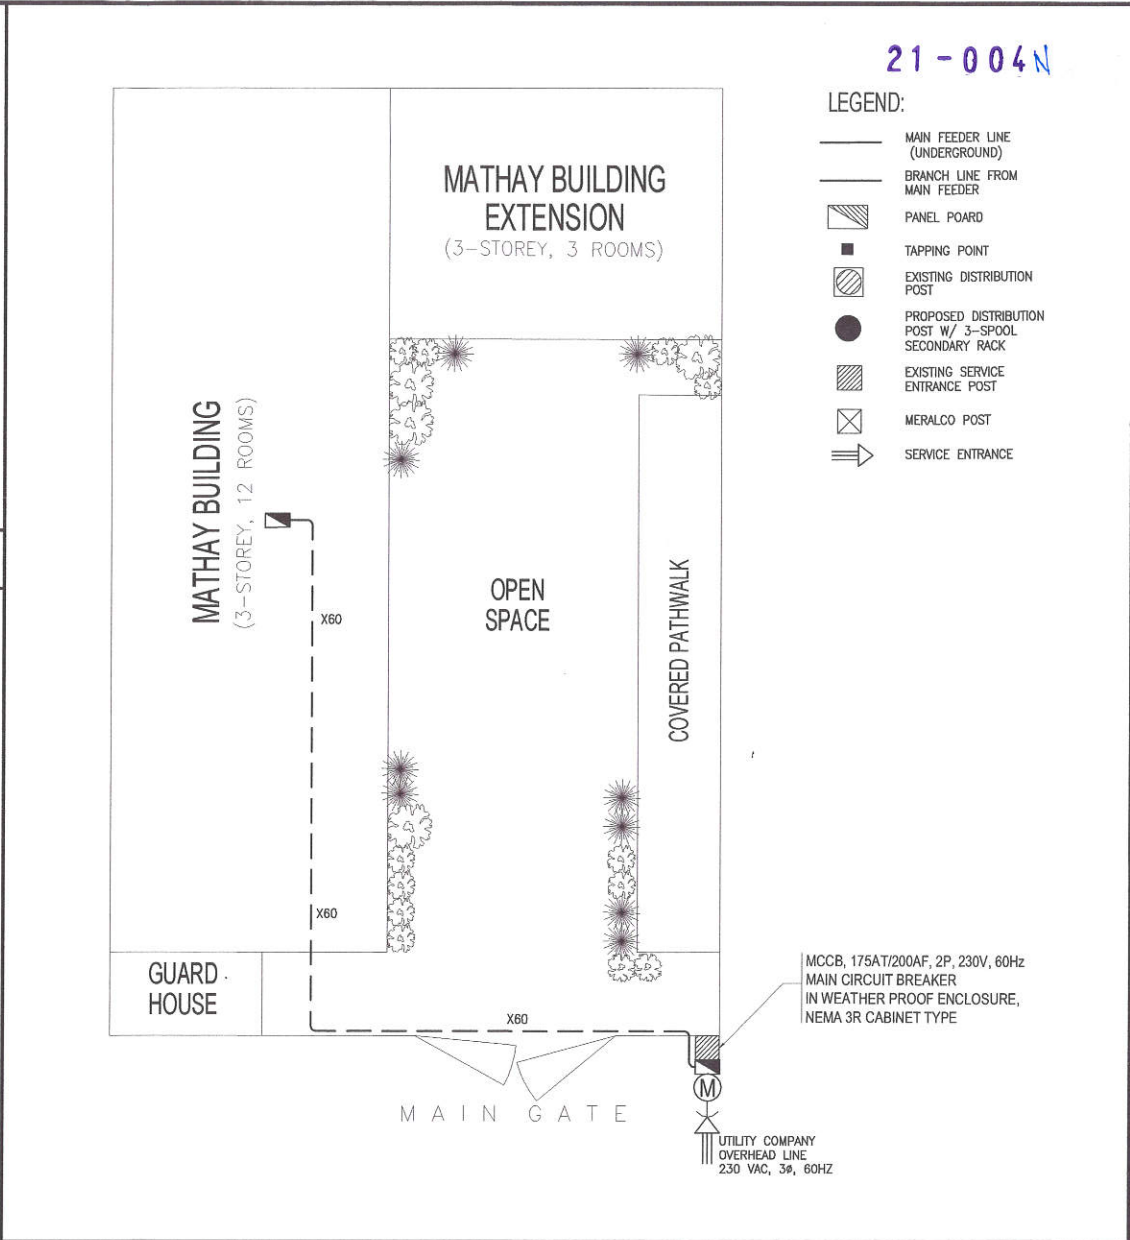 21-004N
LEGEND:
MAIN FEEDER LINE
(UNDERGROUND)
BRANCH LINE FROM
MAIN FEEDER
PANEL POARD
TAPPING POINT
EXISTING DISTRIBUTION
POST
PROPOSED DISTRIBUTION
POST W/ 3-SPOOL
SECONDARY RACK
EXISTING SERVICE
ENTRANCE POST
MERALCO POST
SERVICE ENTRANCE
MATHAY BUILDING
EXTENSION
(3-STOREY, 3 ROOMS)
MATHAY BUILDING
(3-STOREY, 12 ROOMS)
X60
OPEN
SPACE
COVERED PATHWALK
X60
GUARD
HOUSE
X60
MCCB, 175AT/200AF, 2P, 230V, 60Hz
MAIN CIRCUIT BREAKER
IN WEATHER PROOF ENCLOSURE,
NEMA 3R CABINET TYPE
M
MAIN GATE
UTILITY COMPANY
OVERHEAD LINE
230 VAC, 3ø, 60HZ